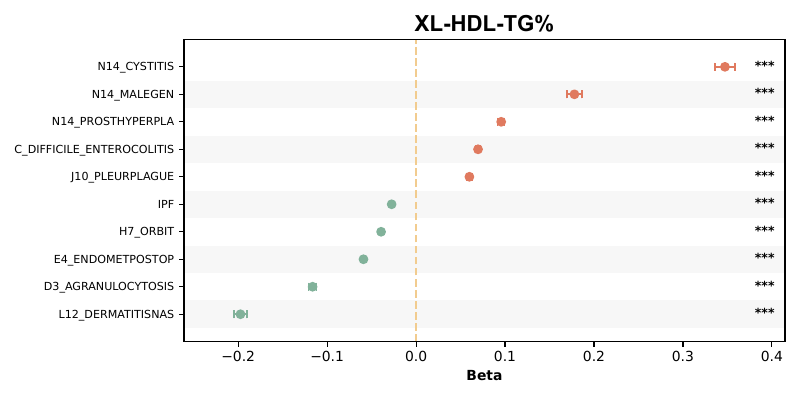 XL-HDL-TG%
N14_CYSTITIS ***
N14_MALEGEN ***
N14_PROSTHYPERPLA ***
C_DIFFICILE_ENTEROCOLITIS ***
J10_PLEURPLAGUE ***
IPF ***
H7_ORBIT ***
E4_ENDOMETPOSTOP ***
D3_AGRANULOCYTOSIS ***
L12_DERMATITISNAS ***
−0.2 −0.1 0.0 0.1 0.2 0.3 0.4
Beta